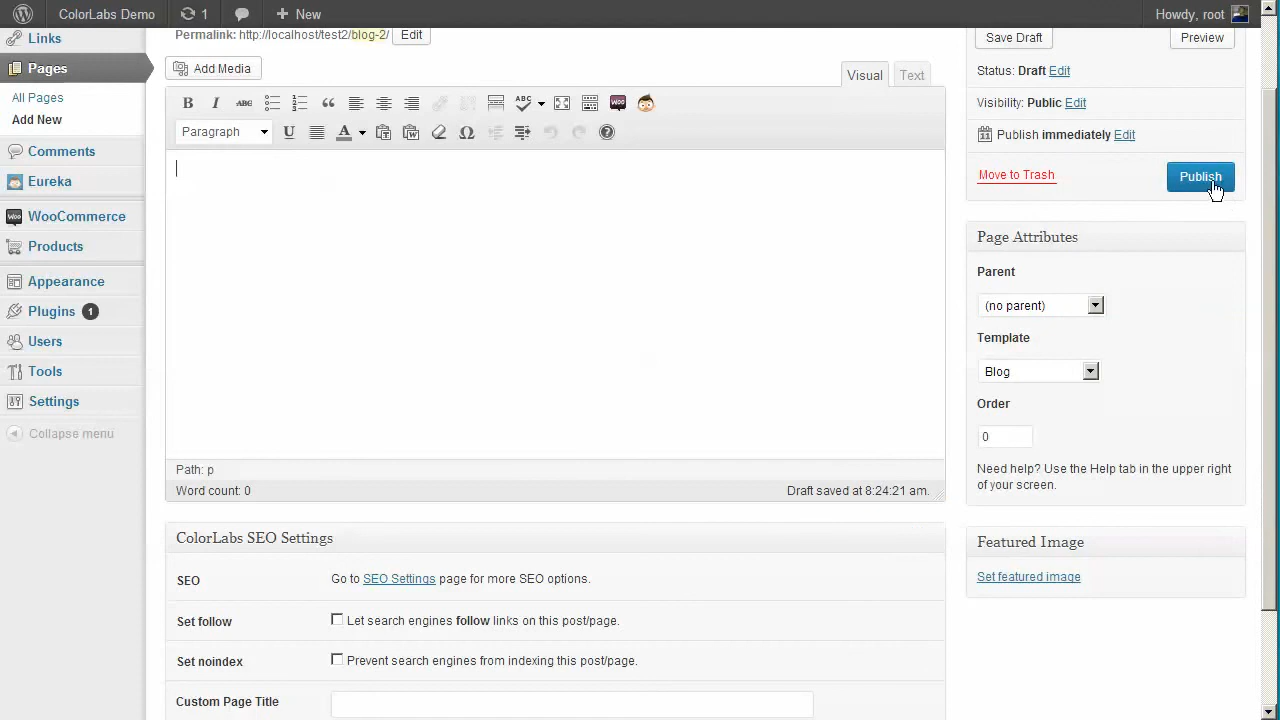 ColorLabs Demo
1
New
Howdy, root
Links
Pages
All Pages
Add New
Comments
Eureka
WooCommerce
Products
Appearance
Plugins 1
Users
Tools
Settings
Collapse menu
Permalink: http://localhost/test2/blog-2/ Edit
Add Media
Visual Text
B I ABC ABC Woo
Paragraph U A
Path: p
Word count: 0
Draft saved at 8:24:21 am.
ColorLabs SEO Settings
SEO
Go to SEO Settings page for more SEO options.
Set follow
Let search engines follow links on this post/page.
Set noindex
Prevent search engines from indexing this post/page.
Custom Page Title
Save Draft
Preview
Status: Draft Edit
Visibility: Public Edit
Publish immediately Edit
Move to Trash
Publish
Page Attributes
Parent
(no parent)
Template
Blog
Order
0
Need help? Use the Help tab in the upper right
of your screen.
Featured Image
Set featured image